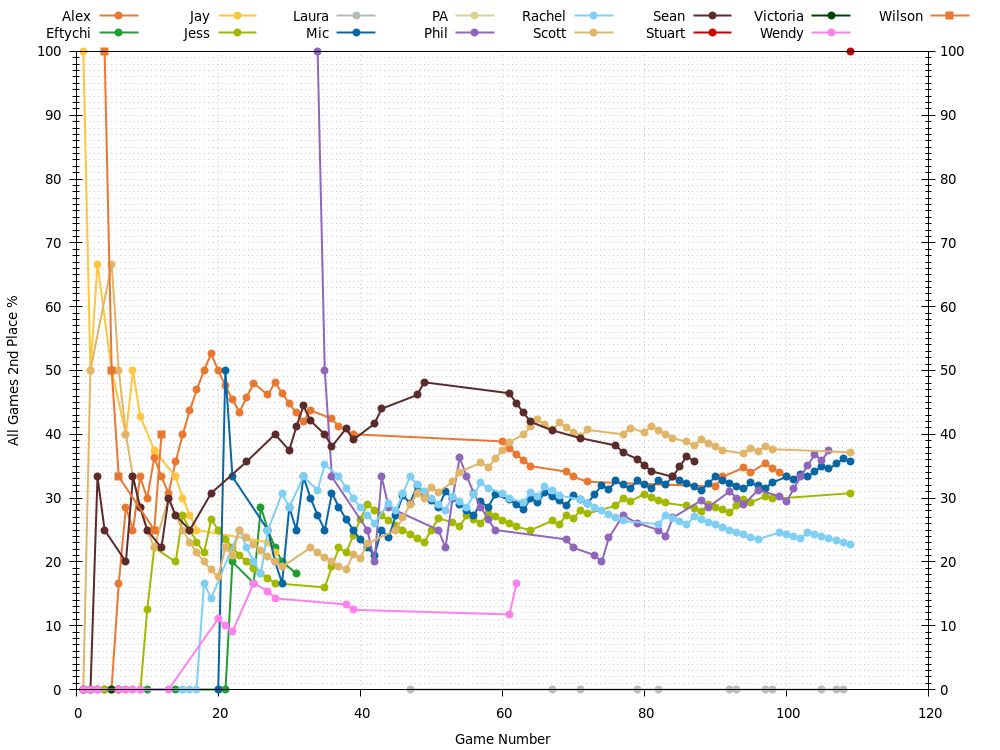 Alex Jay Laura PA Rachel Sean Victoria Wilson
Eftychi Jess Mic Phil Scott Stuart Wendy
100 100
90 90
80 80
70 70
60 60
50 50
40 40
30 30
20 20
10 10
0 0
All Games 2nd Place %
0 20 40 60 80 100 120
Game Number